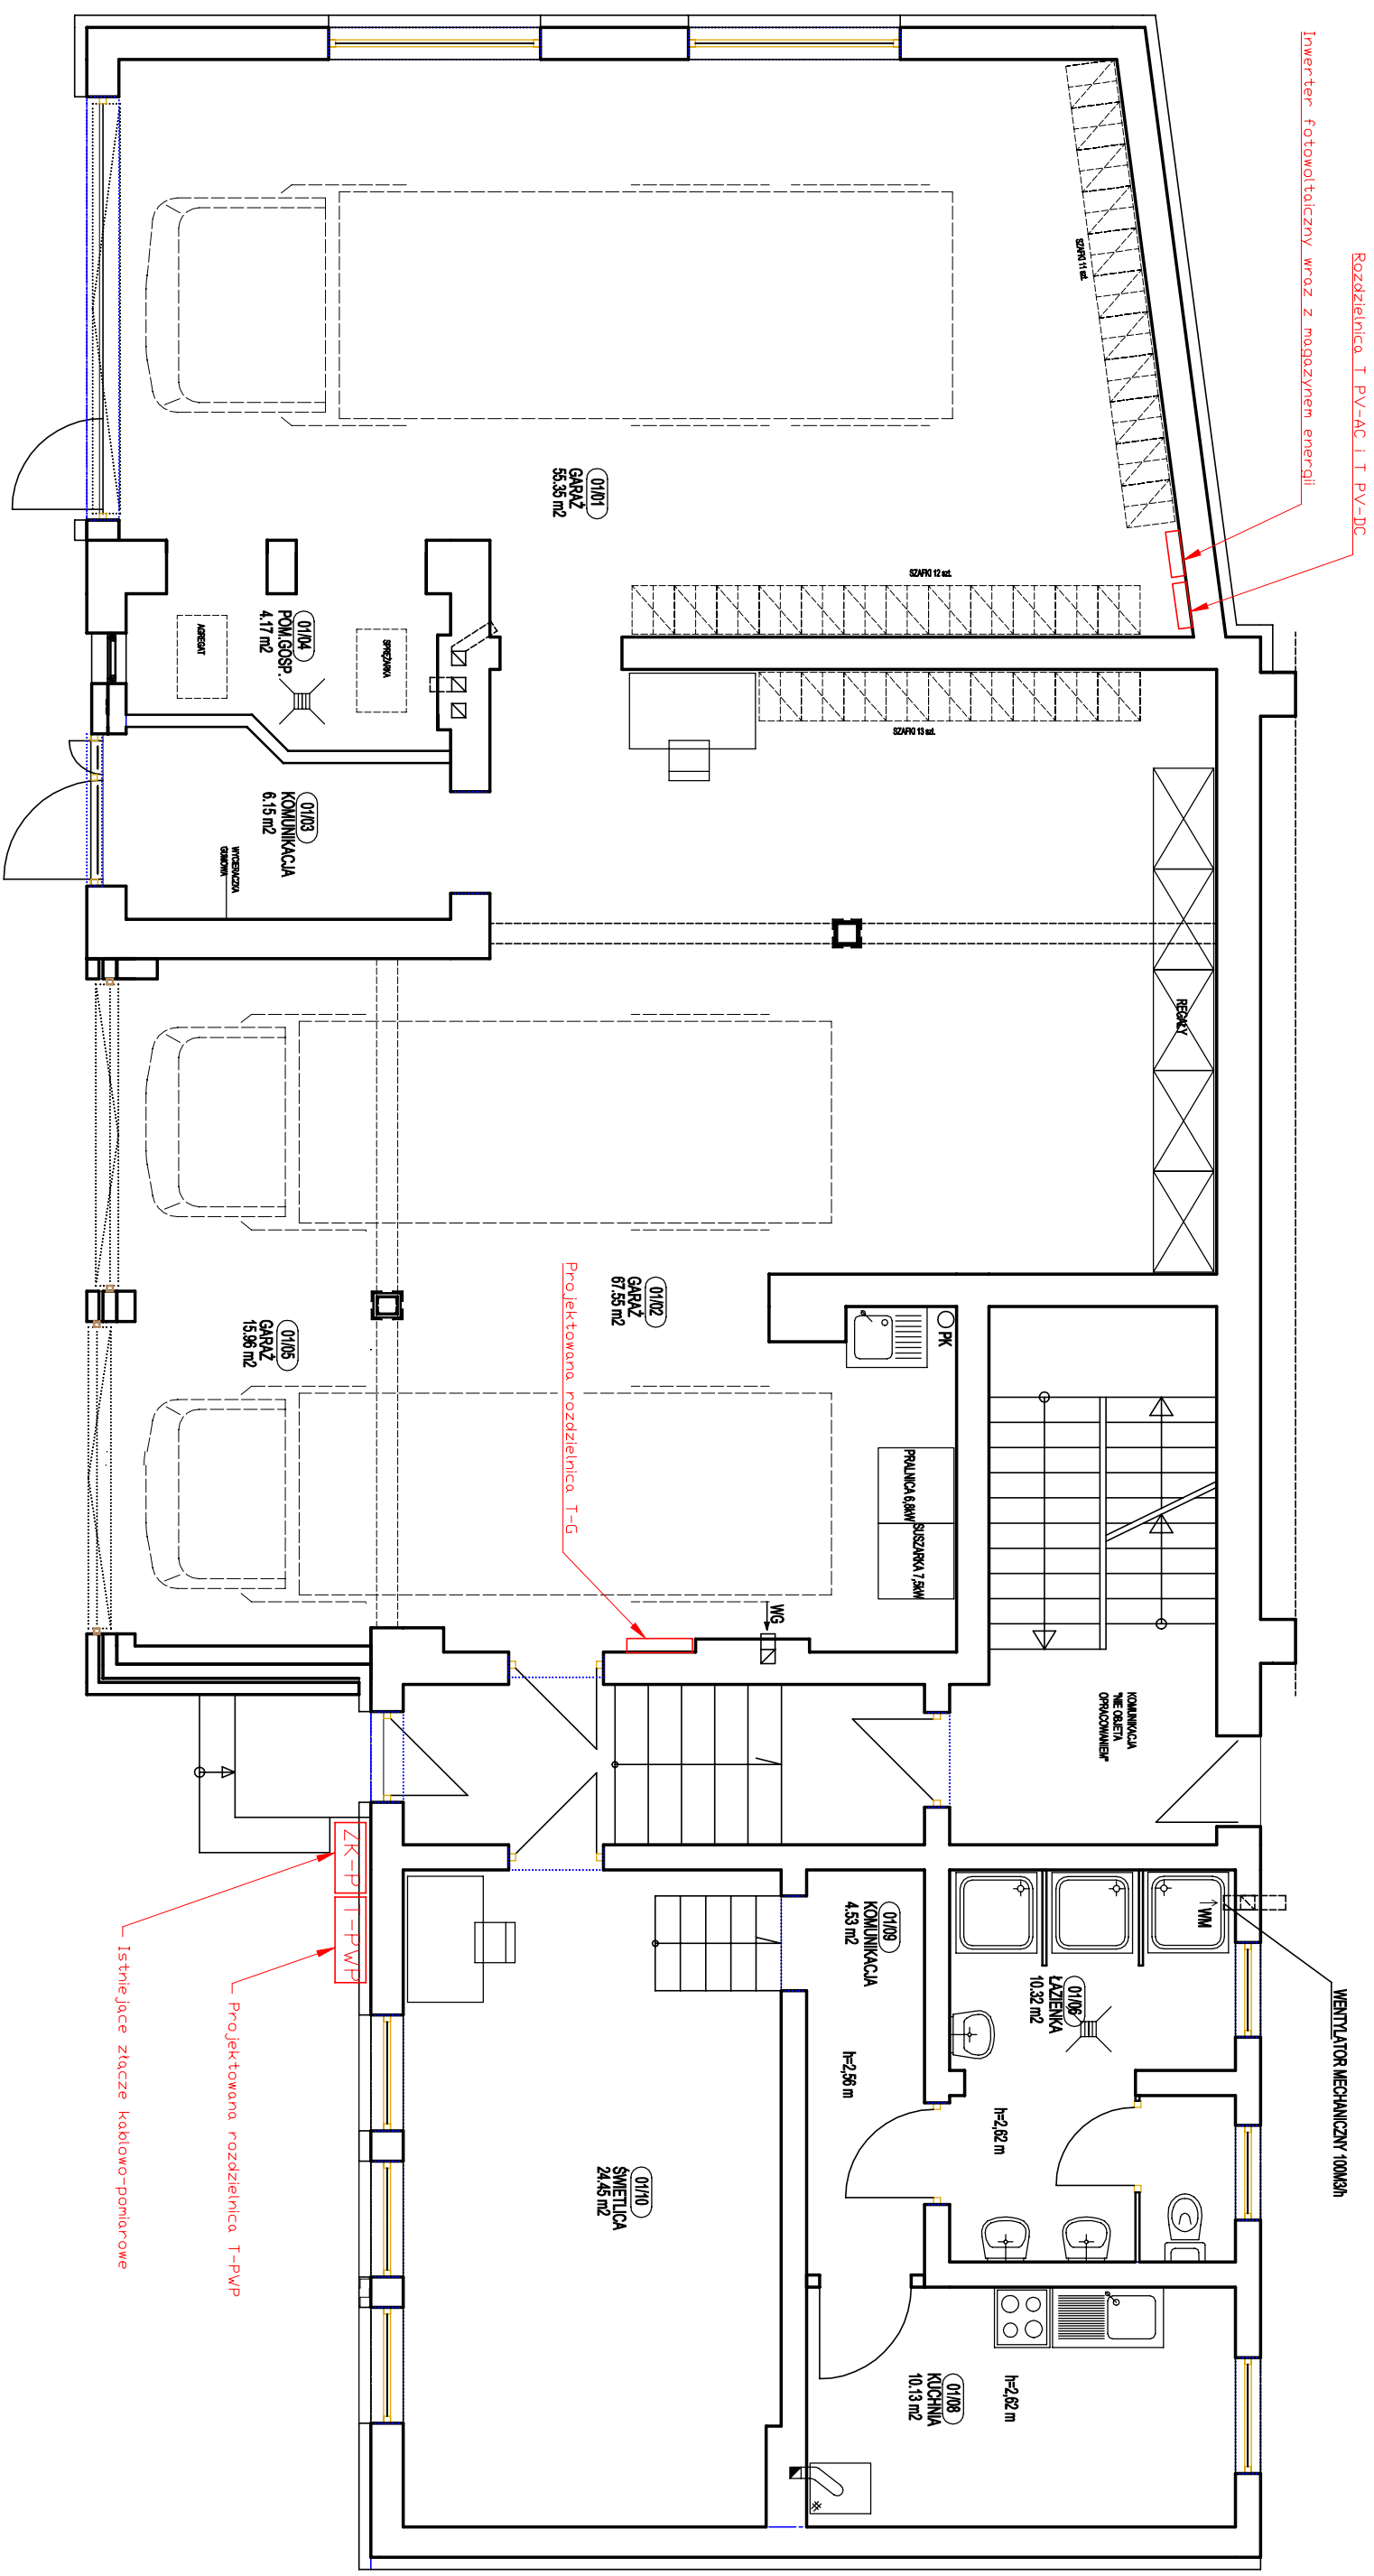 Rozdzielnica T PV-AC i T PV-DC
Inwerter fotowoltaiczny wraz z magazynem energii
SZAFKI 11 szt.
01/01
GARAŻ
55.35 m2
SZAFKI 12 szt.
SZAFKI 13 szt.
01/04
POM.GOSP.
4.17 m2
AGREGAT
SPRĘŻARKA
01/03
KOMUNIKACJA
6.15 m2
WYCIERACZKA
GUMOWA
REGAŁY
01/02
GARAŻ
67.55 m2
01/05
GARAŻ
15.96 m2
Projektowana rozdzielnica T-G
PK
PRALNICA 6,8kW
SUSZARKA 7,5kW
WG
KOMUNIKACJA
"NIE OBJETA
OPRACOWANIEM"
ZK-P
T-PWP
Istniejące złącze kablowo-pomiarowe
Projektowana rozdzielnica T-PWP
WENTYLATOR MECHANICZNY 100M3/h
WM
01/06
ŁAZIENKA
10.32 m2
h=2,62 m
01/09
KOMUNIKACJA
4.53 m2
h=2,56 m
01/10
ŚWIETLICA
24.45 m2
01/08
KUCHNIA
10.13 m2
h=2,62 m